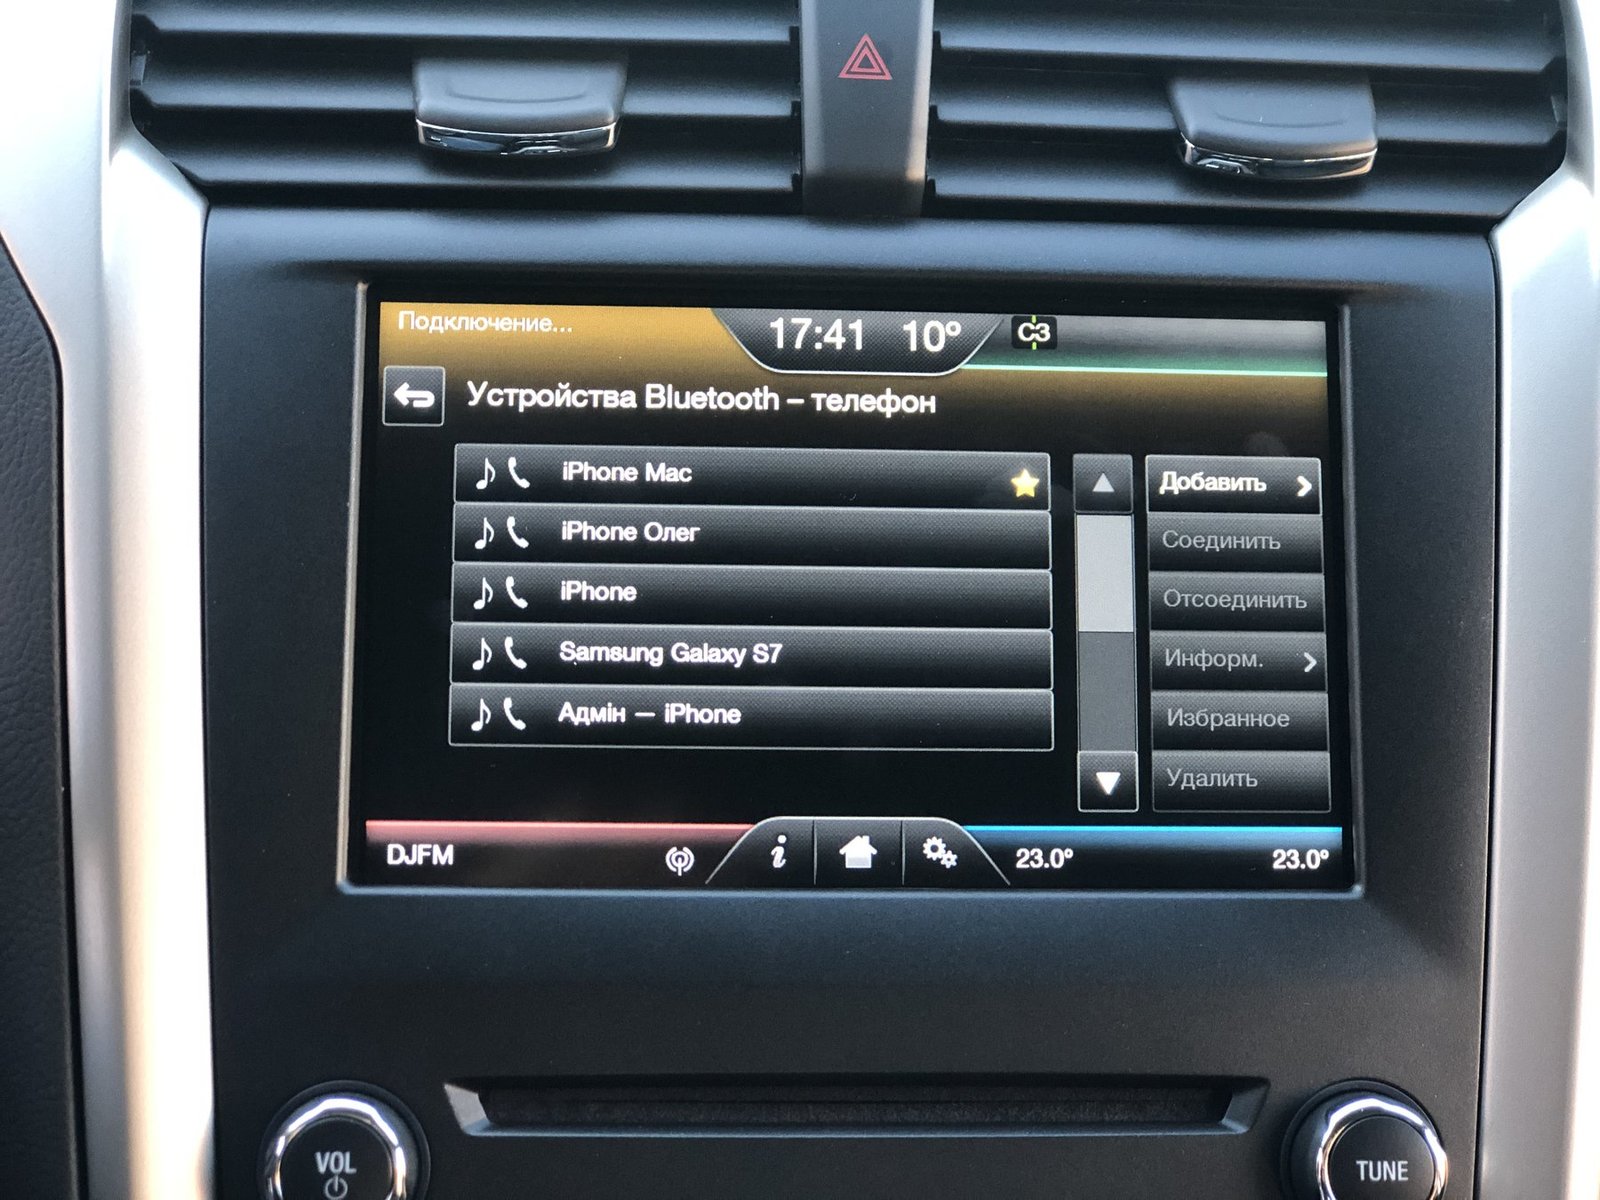 Подключение...
17:41 10°
СЗ
Устройства Bluetooth – телефон
iPhone Mac
Добавить
iPhone Олег
Соединить
iPhone
Отсоединить
Samsung Galaxy S7
Информ.
Адмін — iPhone
Избранное
Удалить
DJFM
i
23.0°
23.0°
VOL
TUNE